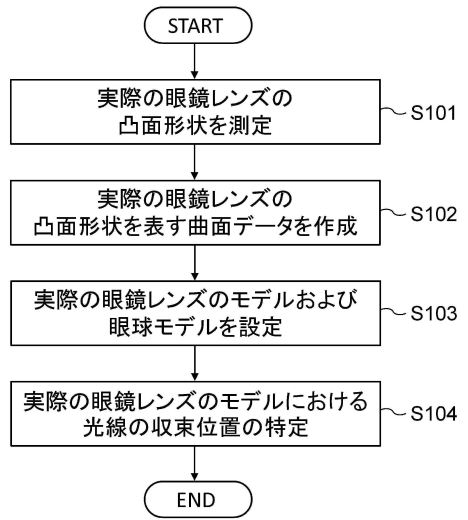 START
実際の眼鏡レンズの
凸面形状を測定
S101
実際の眼鏡レンズの
凸面形状を表す曲面データを作成
S102
実際の眼鏡レンズのモデルおよび
眼球モデルを設定
S103
実際の眼鏡レンズのモデルにおける
光線の収束位置の特定
S104
END